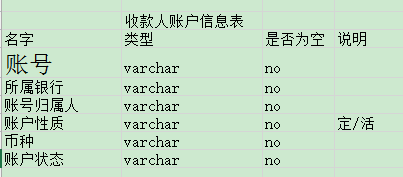 收款人账户信息表
名字 类型 是否为空 说明
账号 varchar no
所属银行 varchar no
账号归属人 varchar no
账户性质 varchar no 定/活
币种 varchar no
账户状态 varchar no